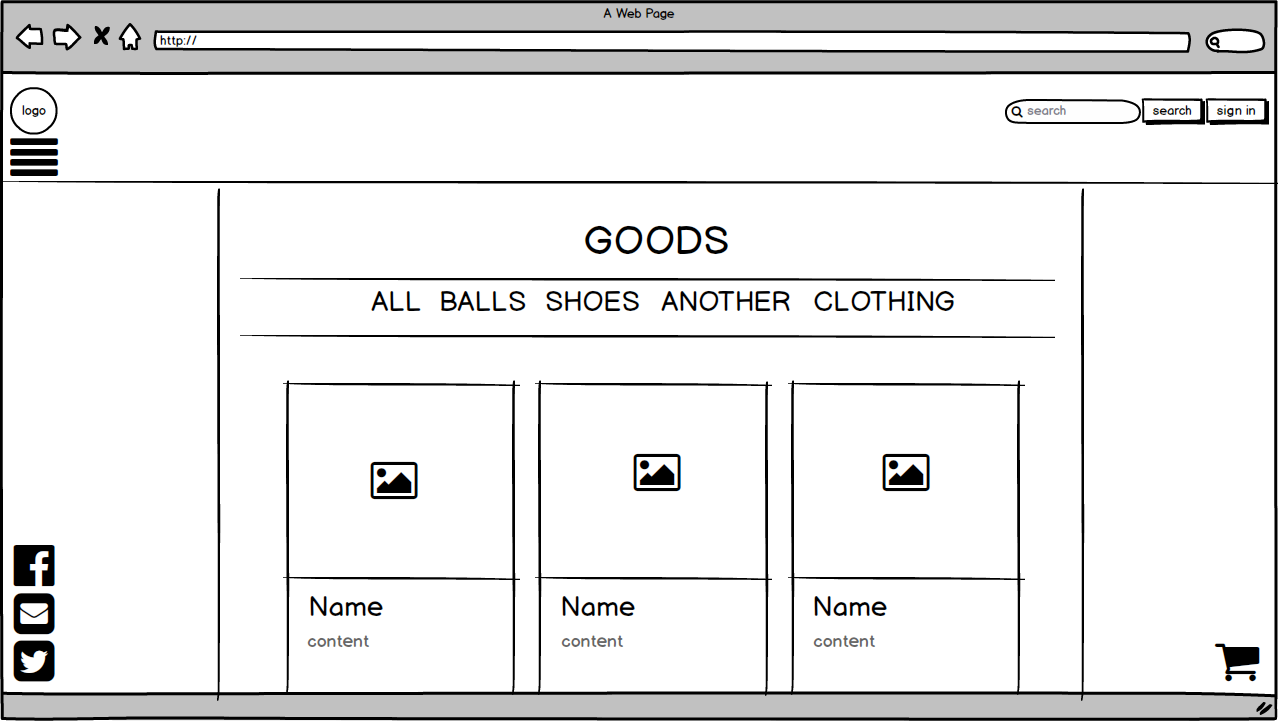 A Web Page
http://
logo
search search sign in
GOODS
ALL BALLS SHOES ANOTHER CLOTHING
Name Name Name
content content content